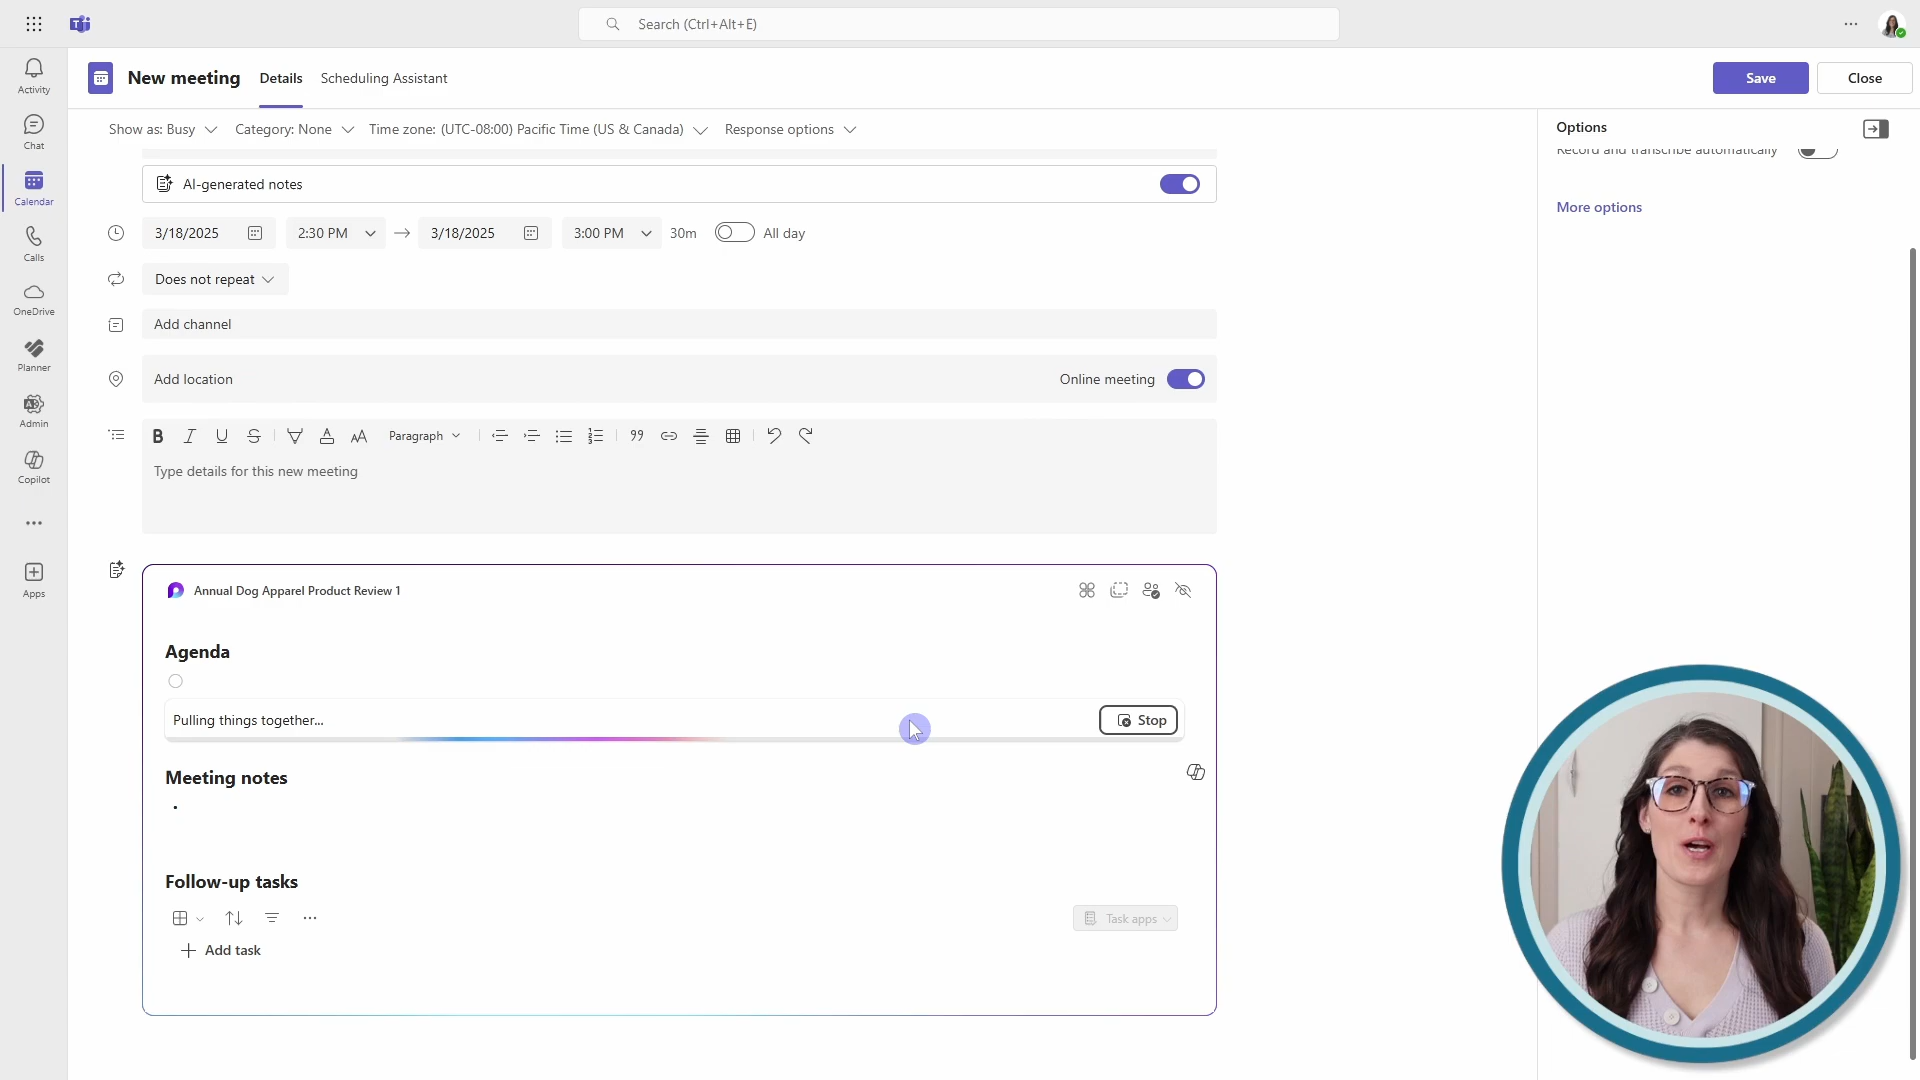 Search (Ctrl+Alt+E)
New meeting
Details
Scheduling Assistant
Save
Close
Activity
Chat
Calendar
Calls
OneDrive
Planner
Admin
Copilot
Apps
Show as: Busy
Category: None
Time zone: (UTC-08:00) Pacific Time (US & Canada)
Response options
Options
Record and transcribe automatically
More options
AI-generated notes
3/18/2025
2:30 PM
3/18/2025
3:00 PM
30m
All day
Does not repeat
Add channel
Add location
Online meeting
Paragraph
Type details for this new meeting
Annual Dog Apparel Product Review 1
Agenda
Pulling things together...
Stop
Meeting notes
Follow-up tasks
Task apps
Add task